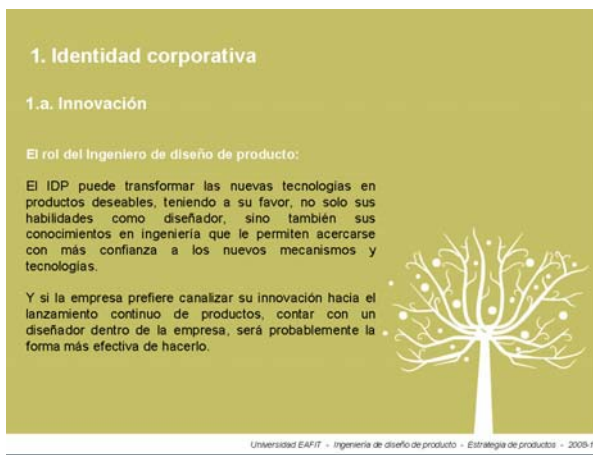 1. Identidad corporativa
1.a. Innovación
El rol del Ingeniero de diseño de producto:
El IDP puede transformar las nuevas tecnologías en
productos deseables, teniendo a su favor, no solo sus
habilidades como diseñador, sino también sus
conocimientos en ingeniería que le permiten acercarse
con más confianza a los nuevos mecanismos y
tecnologías.
Y si la empresa prefiere canalizar su innovación hacia el
lanzamiento continuo de productos, contar con un
diseñador dentro de la empresa, será probablemente la
forma más efectiva de hacerlo.
Universidad EAFIT - Ingeniería de diseño de producto - Estrategia de productos - 2008-1